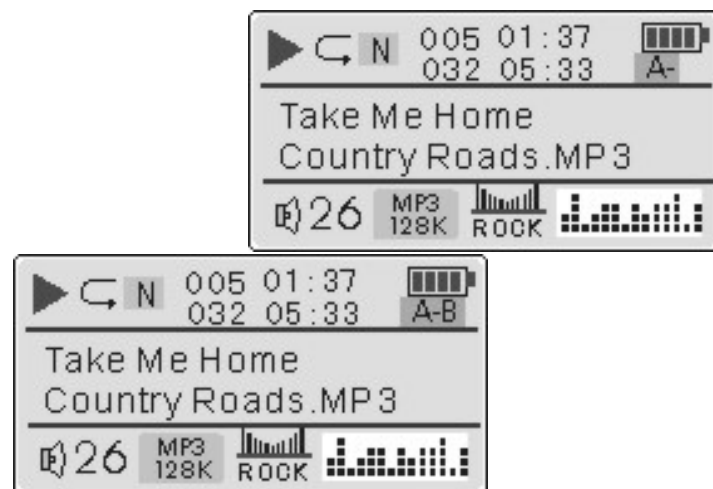 N 005 01:37
032 05:33 A-
Take Me Home
Country Roads.MP3
26 MP3 128K ROCK
N 005 01:37
032 05:33 A-B
Take Me Home
Country Roads.MP3
26 MP3 128K ROCK